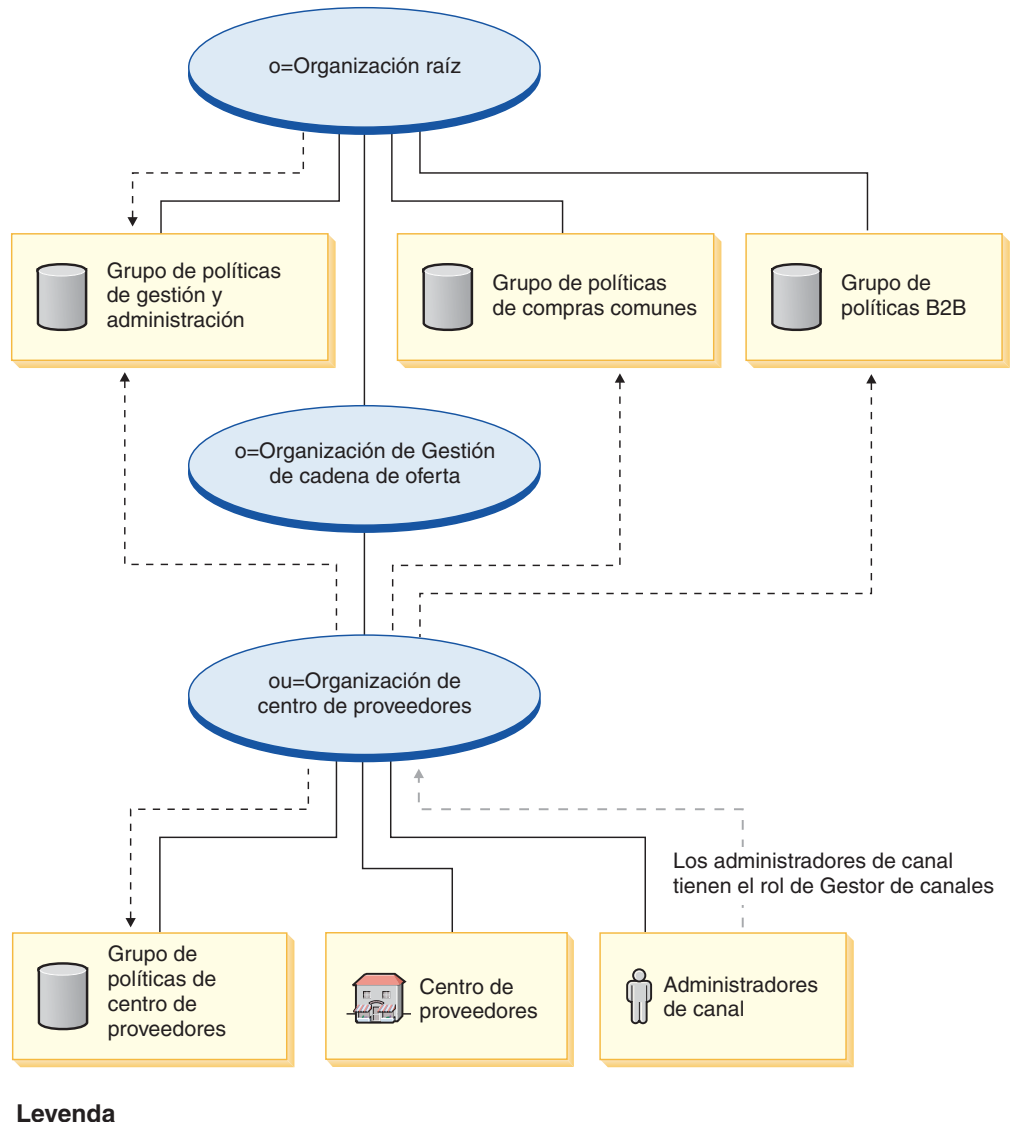 o=Organización raíz
Grupo de políticas
de gestión y
administración
Grupo de políticas
de compras comunes
Grupo de
políticas B2B
o=Organización de Gestión
de cadena de oferta
ou=Organización de
centro de proveedores
Los administradores de canal
tienen el rol de Gestor de canales
Grupo de
políticas de
centro de
proveedores
Centro de
proveedores
Administradores
de canal
Leyenda